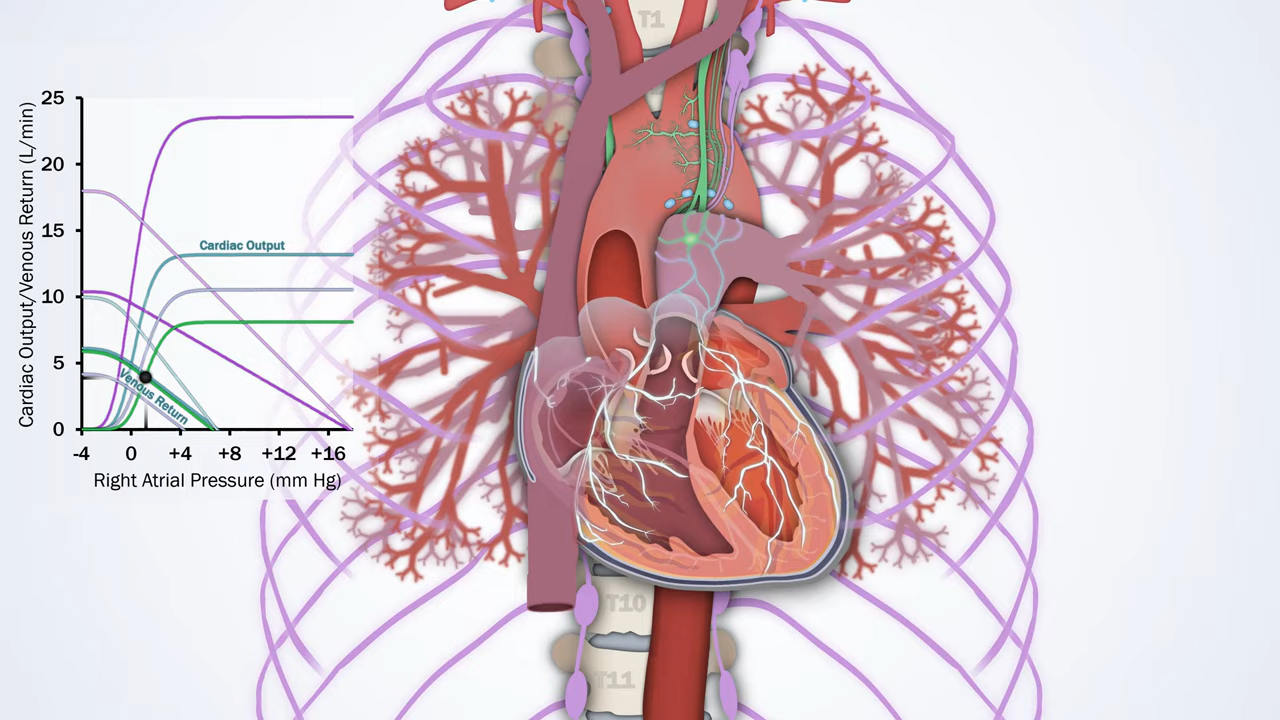 T1
25
20
15
10
5
0
Cardiac Output/Venous Return (L/min)
Cardiac Output
Venous Return
-4 0 +4 +8 +12 +16
Right Atrial Pressure (mm Hg)
T10
T11